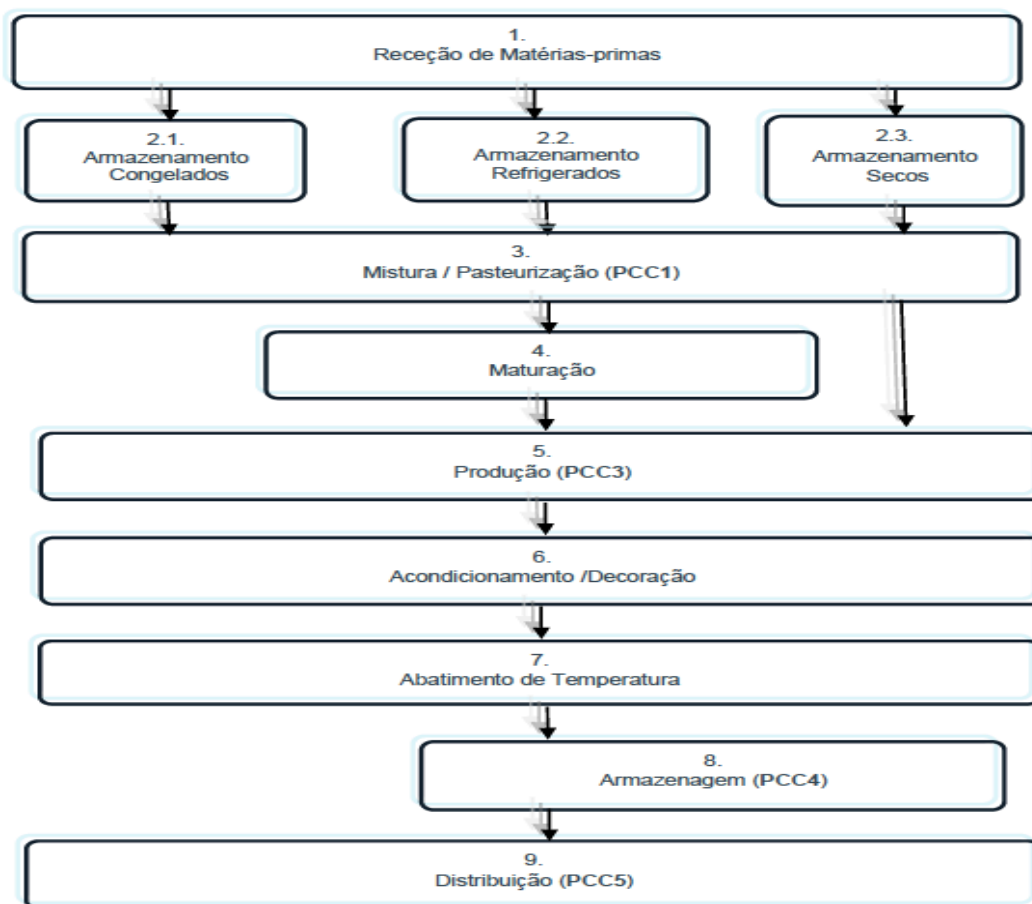 1.
Receção de Matérias-primas
2.1.
Armazenamento
Congelados
2.2.
Armazenamento
Refrigerados
2.3.
Armazenamento
Secos
3.
Mistura / Pasteurização (PCC1)
4.
Maturação
5.
Produção (PCC3)
6.
Acondicionamento /Decoração
7.
Abatimento de Temperatura
8.
Armazenagem (PCC4)
9.
Distribuição (PCC5)